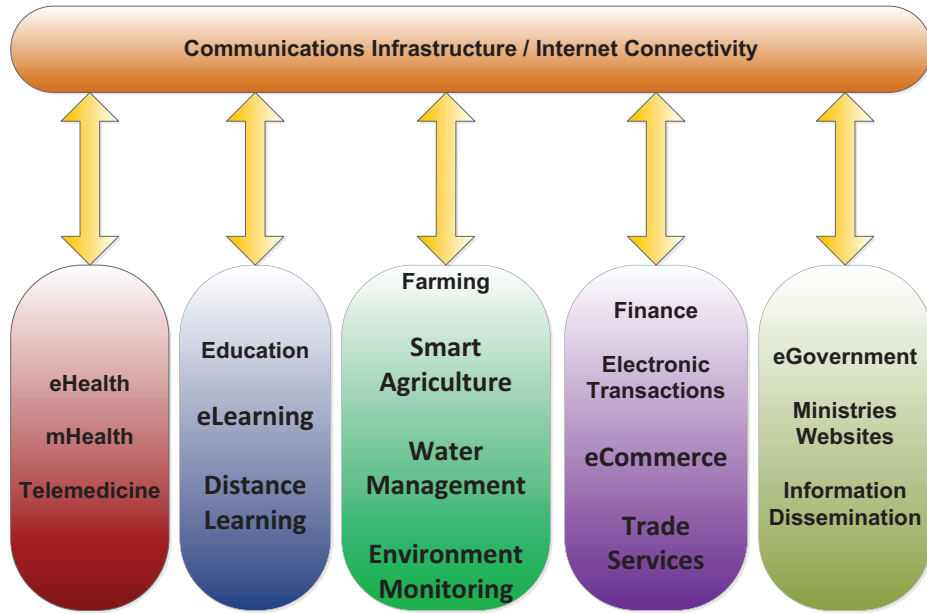 Communications Infrastructure / Internet Connectivity
eHealth
mHealth
Telemedicine
Education
eLearning
Distance
Learning
Farming
Smart
Agriculture
Water
Management
Environment
Monitoring
Finance
Electronic
Transactions
eCommerce
Trade
Services
eGovernment
Ministries
Websites
Information
Dissemination